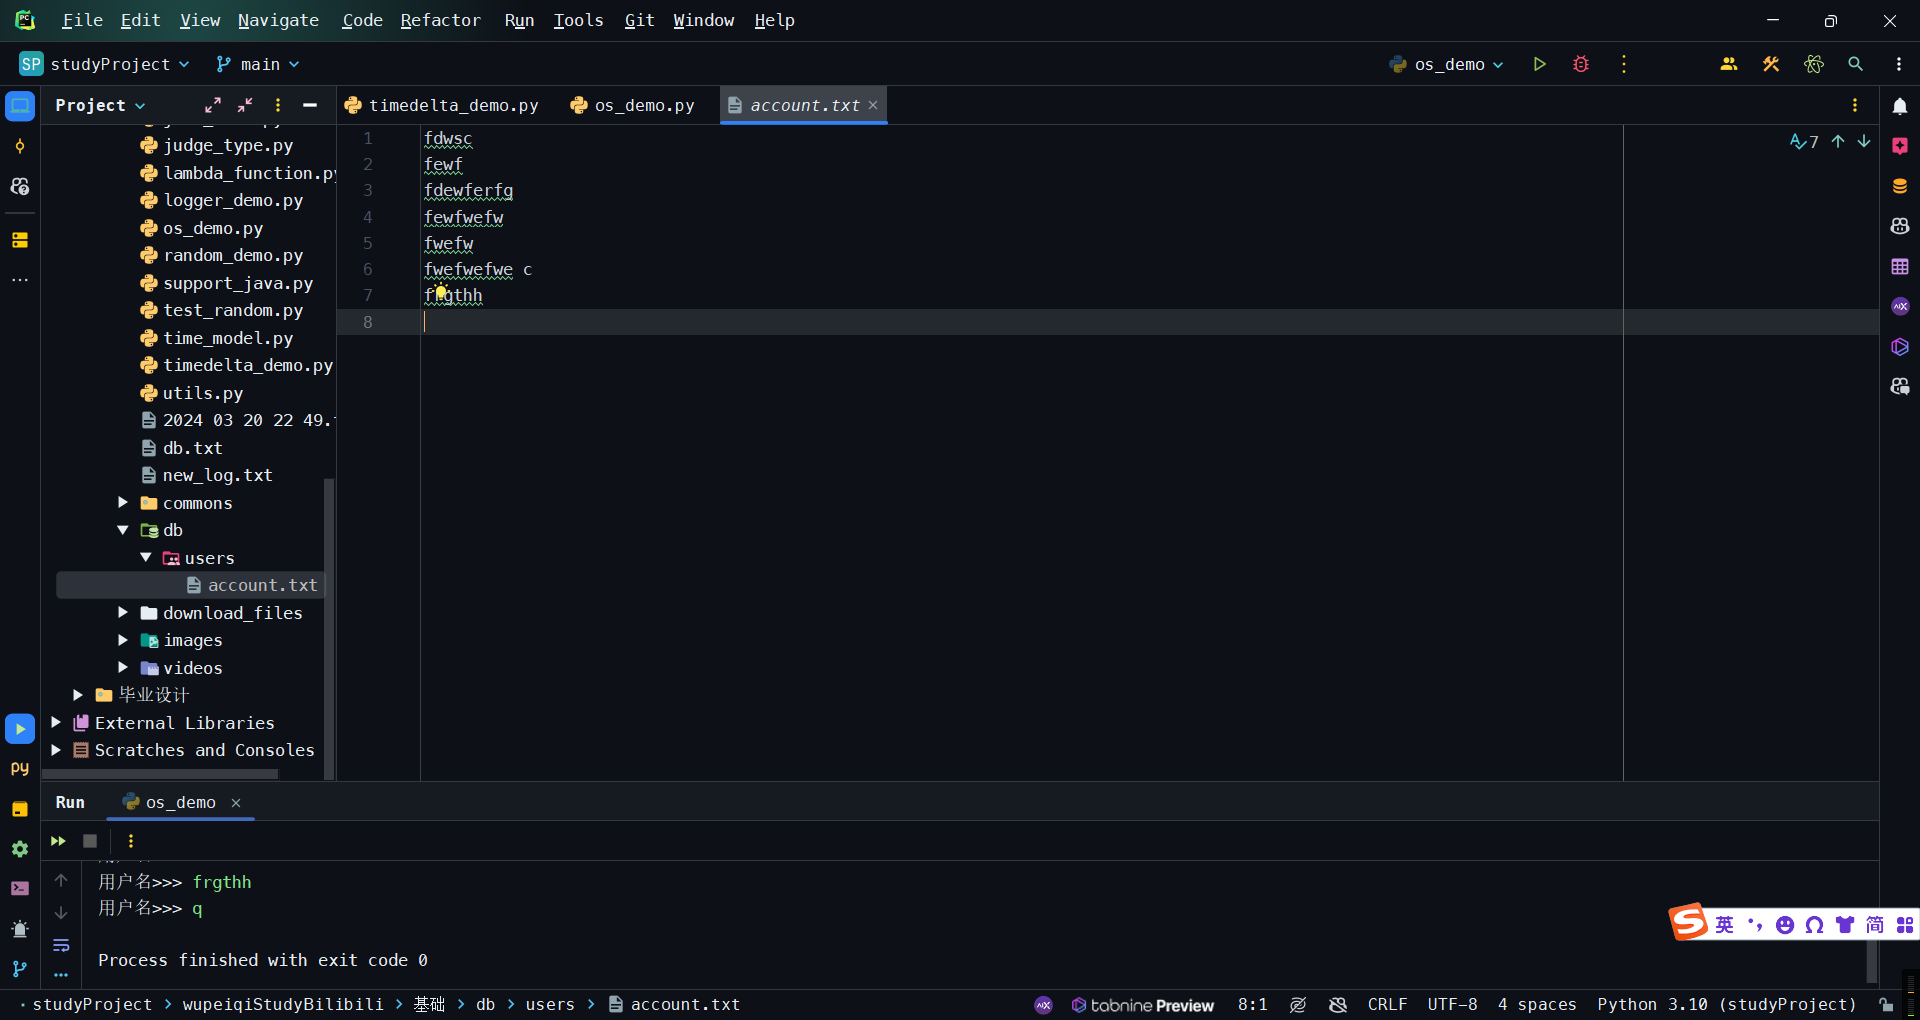 File Edit View Navigate Code Refactor Run Tools Git Window Help
SP studyProject main os_demo
Project
timedelta_demo.py os_demo.py account.txt
judge_type.py
lambda_function.py
logger_demo.py
os_demo.py
random_demo.py
support_java.py
test_random.py
time_model.py
timedelta_demo.py
utils.py
2024 03 20 22 49.
db.txt
new_log.txt
commons
db
users
account.txt
download_files
images
videos
毕业设计
External Libraries
Scratches and Consoles
1 fdwsc
2 fewf
3 fdewferfg
4 fewfwefw
5 fwefw
6 fwefwefwe c
7 frgthh
8
7
Run os_demo
用户名>>> frgthh
用户名>>> q
Process finished with exit code 0
英 简
studyProject > wupeiqiStudyBilibili > 基础 > db > users > account.txt
tabnine Preview 8:1 CRLF UTF-8 4 spaces Python 3.10 (studyProject)